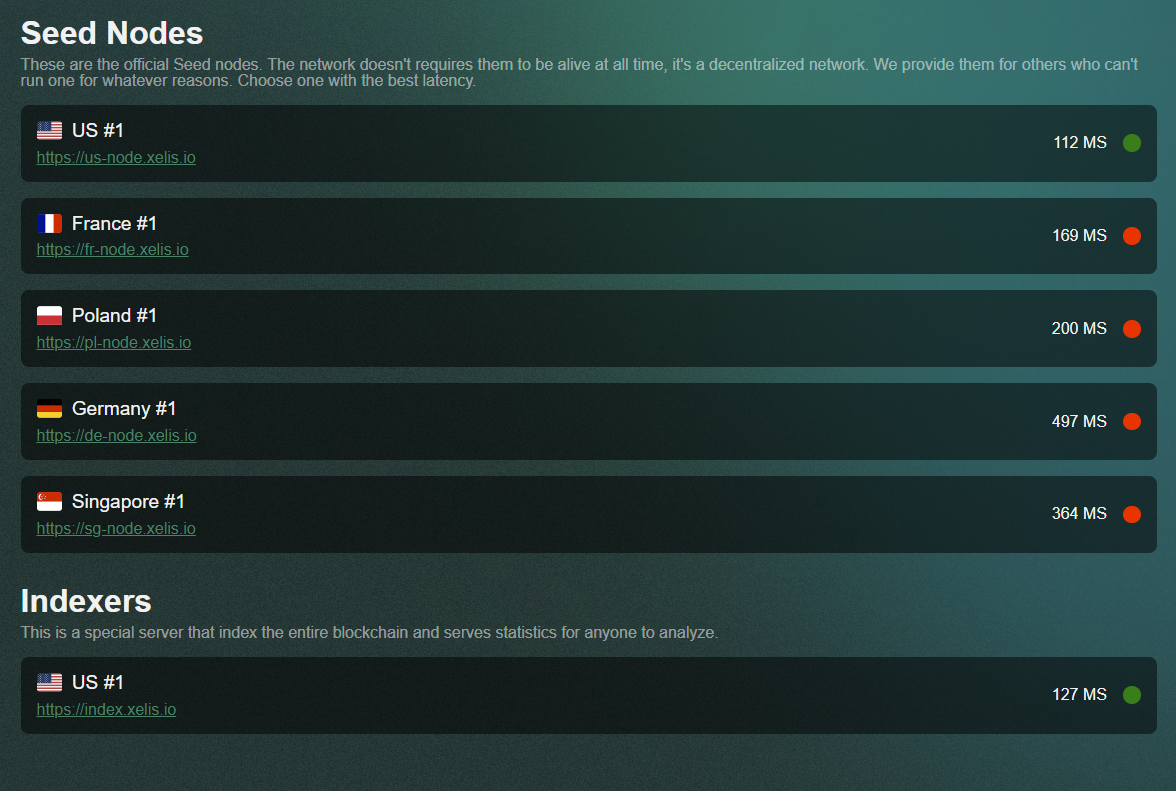 Seed Nodes
These are the official Seed nodes. The network doesn't requires them to be alive at all time, it's a decentralized network. We provide them for others who can't
run one for whatever reasons. Choose one with the best latency.
US #1
https://us-node.xelis.io
112 MS
France #1
https://fr-node.xelis.io
169 MS
Poland #1
https://pl-node.xelis.io
200 MS
Germany #1
https://de-node.xelis.io
497 MS
Singapore #1
https://sg-node.xelis.io
364 MS
Indexers
This is a special server that index the entire blockchain and serves statistics for anyone to analyze.
US #1
https://index.xelis.io
127 MS